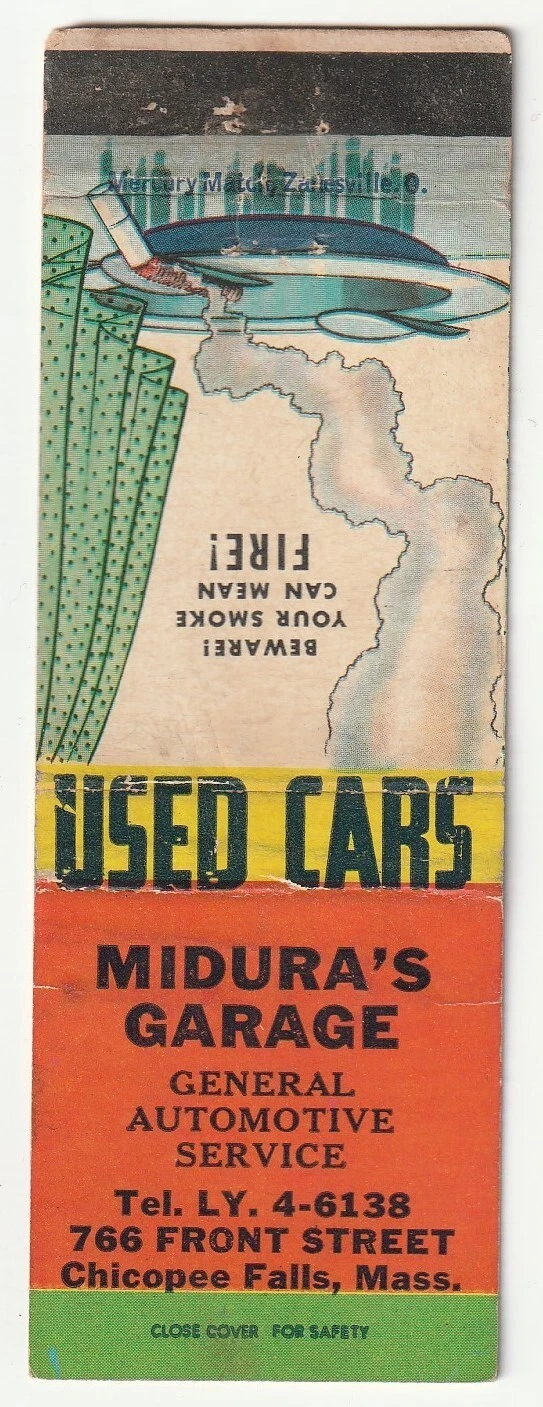 Mercury Match, Zanesville, O.
BEWARE!
YOUR SMOKE
CAN MEAN
FIRE!
USED CARS
MIDURA'S
GARAGE
GENERAL
AUTOMOTIVE
SERVICE
Tel. LY. 4-6138
766 FRONT STREET
Chicopee Falls, Mass.
CLOSE COVER FOR SAFETY